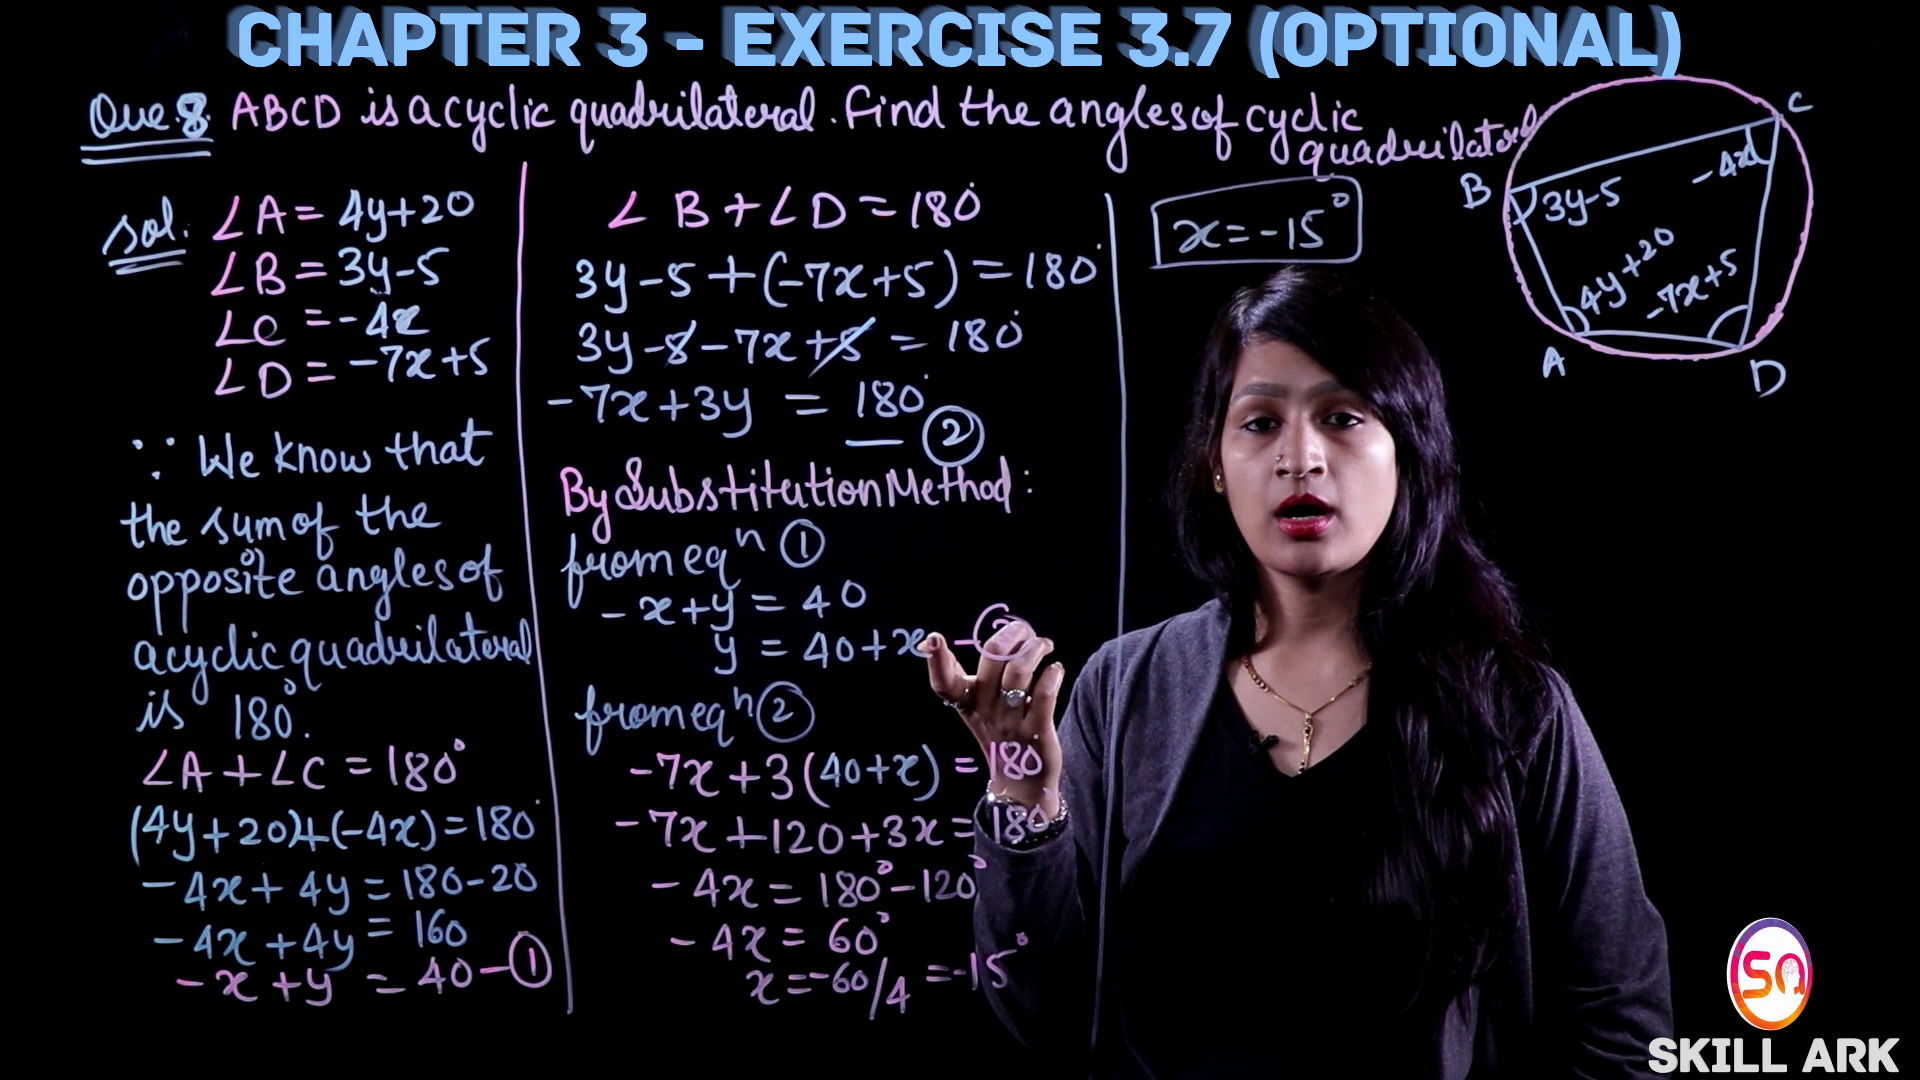 CHAPTER 3 - EXERCISE 3.7 (OPTIONAL)
Que.8. ABCD is a cyclic quadrilateral. Find the angles of cyclic quadrilateral
Sol. ∠A = 4y+20
∠B = 3y-5
∠C = -4x
∠D = -7x+5
∵ We know that
the sum of the
opposite angles of
a cyclic quadrilateral
is 180°.
∠A + ∠C = 180°
(4y+20)+(-4x) = 180°
-4x + 4y = 180-20
-4x + 4y = 160
-x + y = 40 - ①
∠B + ∠D = 180°
3y-5 + (-7x+5) = 180°
3y-5-7x+5 = 180°
-7x+3y = 180° ②
By Substitution Method:
from eqⁿ ①
-x+y = 40
y = 40+x -
from eqⁿ ②
-7x+3(40+x) = 180°
-7x+120+3x = 180°
-4x = 180°-120°
-4x = 60°
x = -60/4 = -15°
x = -15°
C
-4x
B
3y-5
4y+20
-7x+5
A
D
SA
SKILL ARK